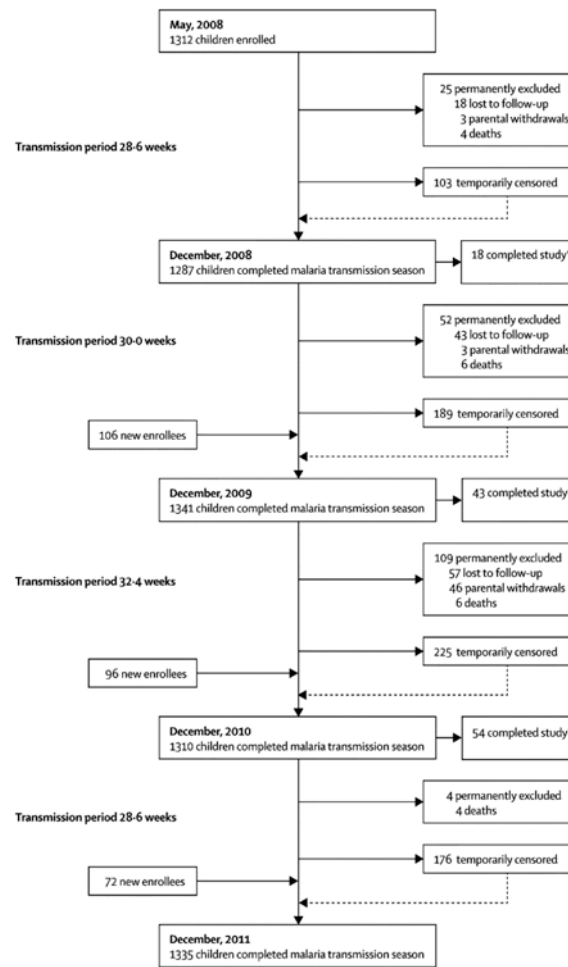 May, 2008
1312 children enrolled
25 permanently excluded
18 lost to follow-up
3 parental withdrawals
4 deaths
Transmission period 28·6 weeks
103 temporarily censored
December, 2008
1287 children completed malaria transmission season
18 completed study*
52 permanently excluded
43 lost to follow-up
3 parental withdrawals
6 deaths
Transmission period 30·0 weeks
189 temporarily censored
106 new enrollees
December, 2009
1341 children completed malaria transmission season
43 completed study
109 permanently excluded
57 lost to follow-up
46 parental withdrawals
6 deaths
Transmission period 32·4 weeks
225 temporarily censored
96 new enrollees
December, 2010
1310 children completed malaria transmission season
54 completed study
4 permanently excluded
4 deaths
Transmission period 28·6 weeks
176 temporarily censored
72 new enrollees
December, 2011
1335 children completed malaria transmission season